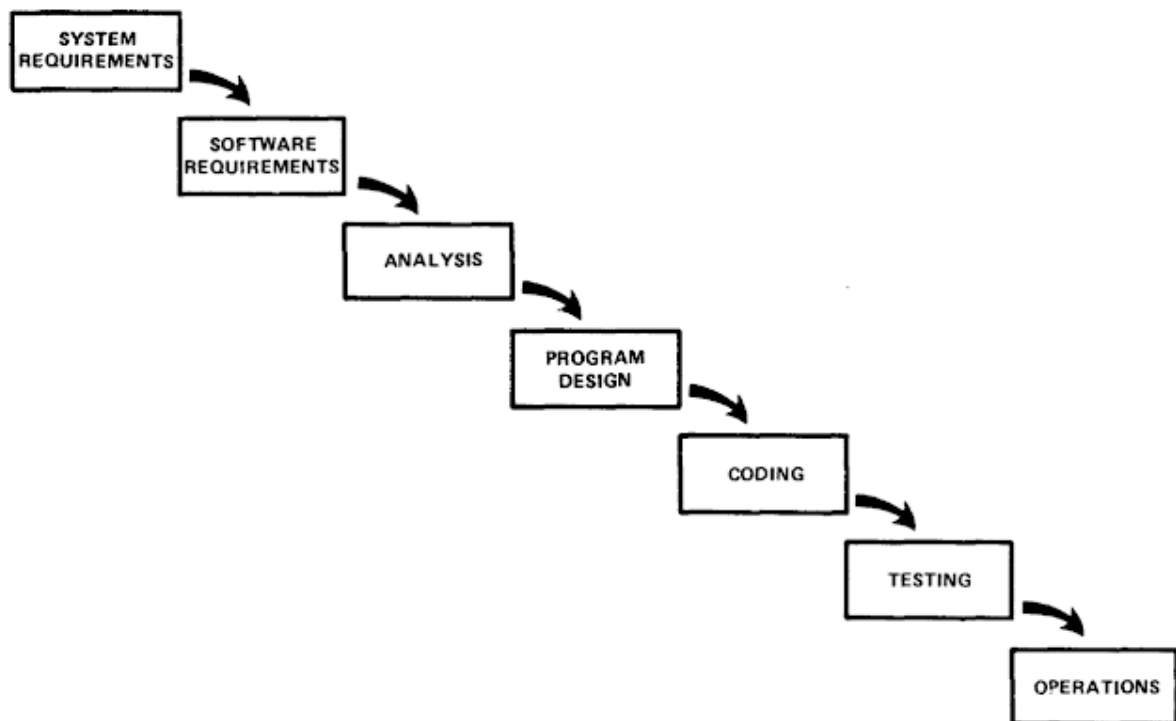 SYSTEM
REQUIREMENTS
SOFTWARE
REQUIREMENTS
ANALYSIS
PROGRAM
DESIGN
CODING
TESTING
OPERATIONS